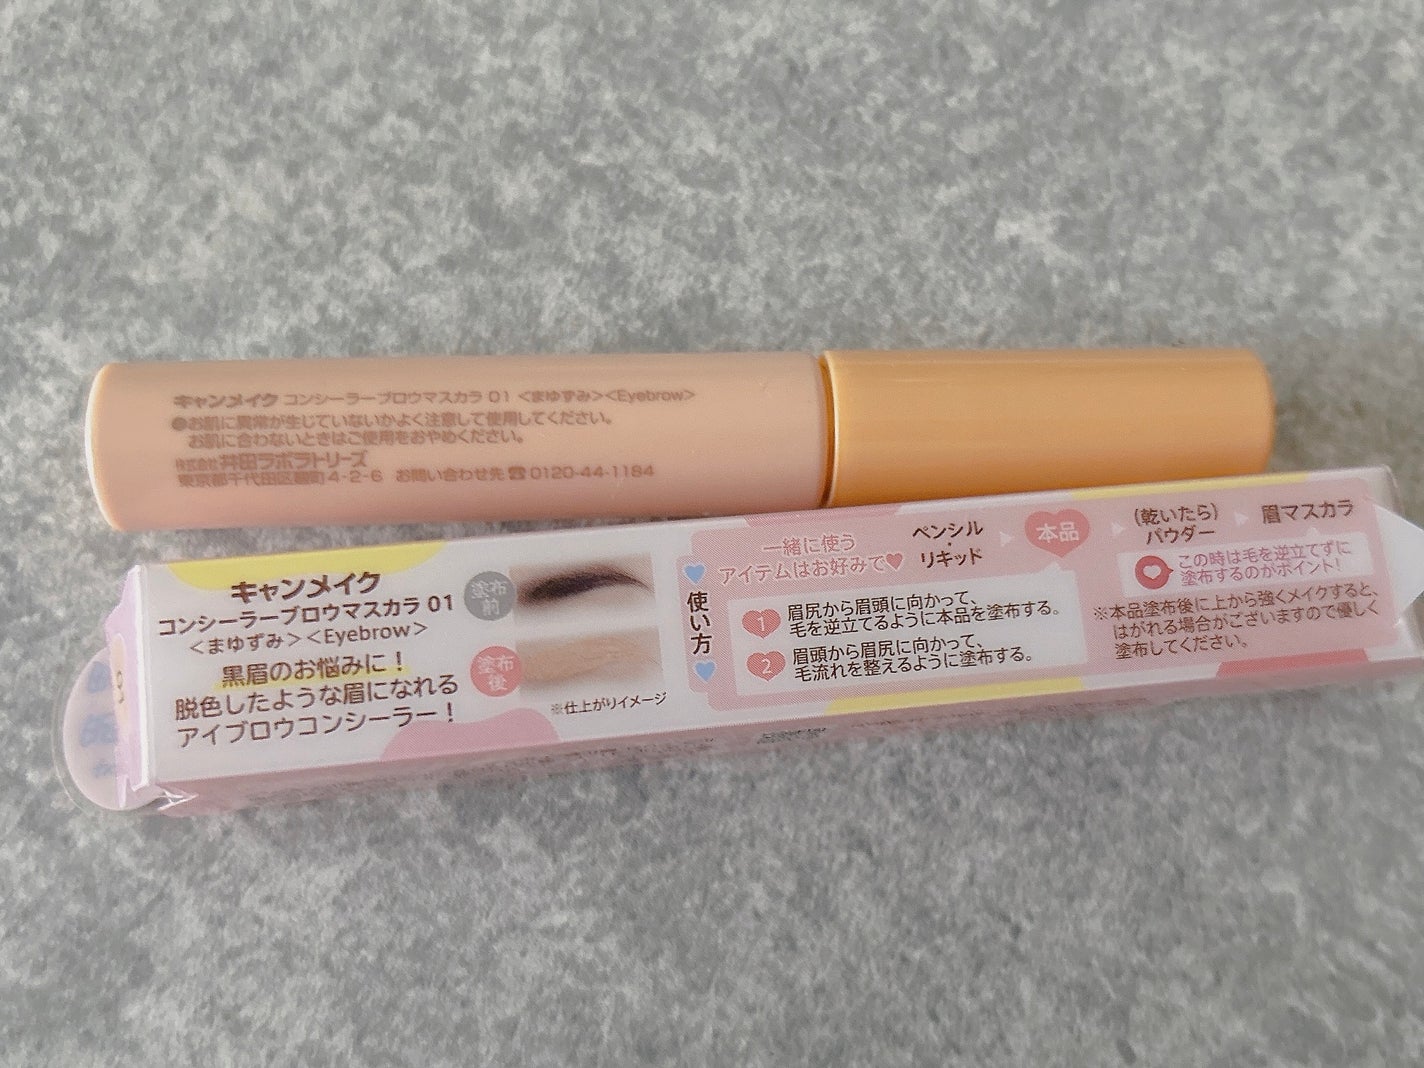 キャンメイク コンシーラーブロウマスカラ 01 <まゆずみ><Eyebrow>
●お肌に異常が生じていないかよく注意して使用してください。
お肌に合わないときはご使用をおやめください。
株式会社 井田ラボラトリーズ
東京都千代田区麹町4-2-6 お問い合わせ先 ☎ 0120-44-1184
キャンメイク
コンシーラーブロウマスカラ 01
<まゆずみ><Eyebrow>
黒眉のお悩みに!
脱色したような眉になれる
アイブロウコンシーラー!
塗布
前
塗布
後
※仕上がりイメージ
♥使い方♥
一緒に使う
アイテムはお好みで♥
ペンシル
・
リキッド
本品
(乾いたら)
パウダー
眉マスカラ
1 眉尻から眉頭に向かって、
毛を逆立てるように本品を塗布する。
2 眉頭から眉尻に向かって、
毛流れを整えるように塗布する。
この時は毛を逆立てずに
塗布するのがポイント!
※本品塗布後に上から強くメイクすると、
はがれる場合がございますので優しく
塗布してください。